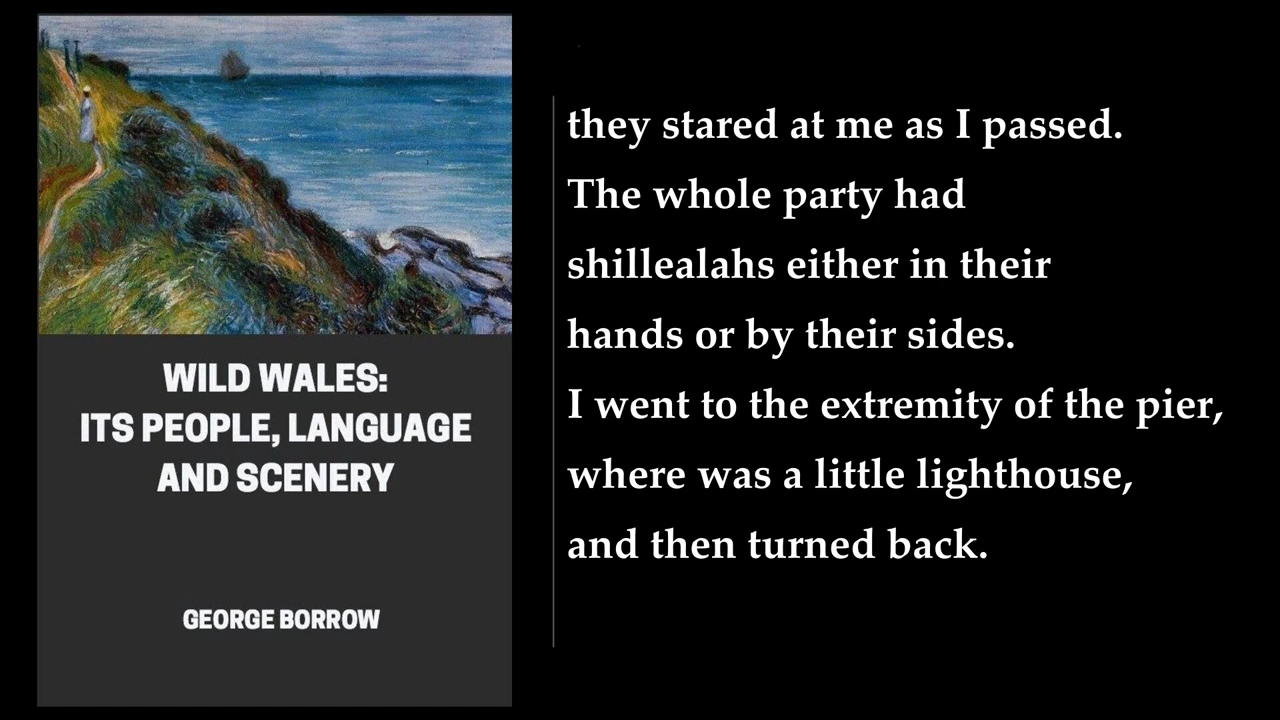 WILD WALES:
ITS PEOPLE, LANGUAGE
AND SCENERY
GEORGE BORROW
they stared at me as I passed.
The whole party had
shillealahs either in their
hands or by their sides.
I went to the extremity of the pier,
where was a little lighthouse,
and then turned back.